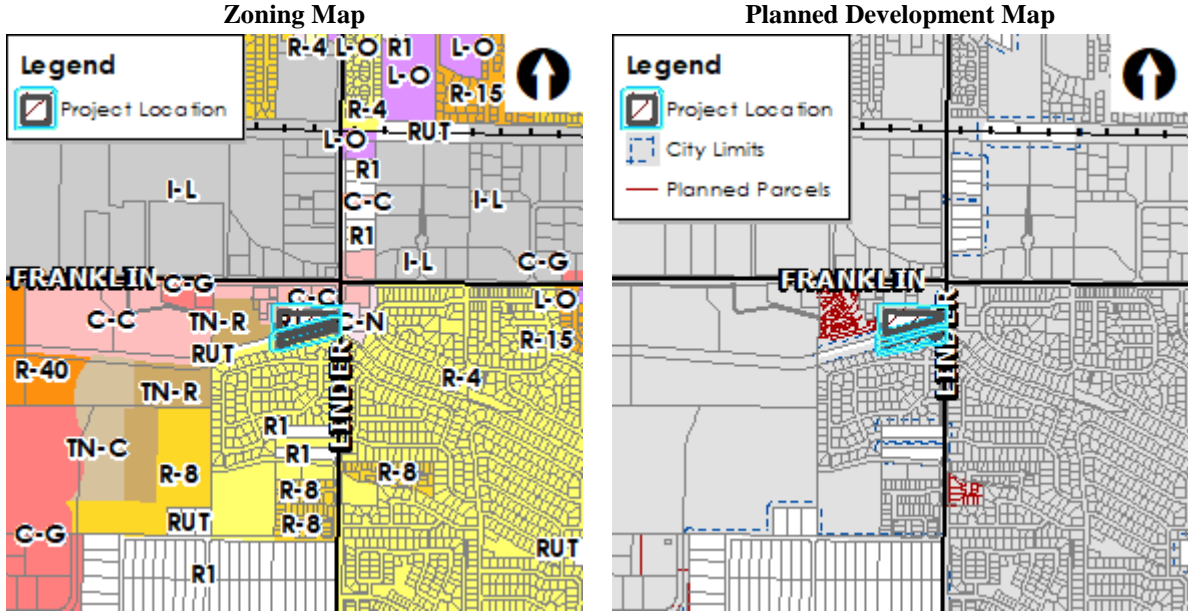 Zoning Map
Planned Development Map
Legend
Project Location
R-4
L-O
R1
L-O
L-O
R-15
R-4
RUT
L-O
R1
I-L
C-C
I-L
R1
I-L
C-G
FRANKLIN
C-G
C-C
L-O
C-C
TN-R
R1
C-N
R-15
RUT
R-40
R-4
TN-R
LINDER
R1
TN-C
R1
R-8
R-8
R-8
RUT
R-8
C-G
RUT
R1
Legend
Project Location
City Limits
Planned Parcels
FRANKLIN
LINDER